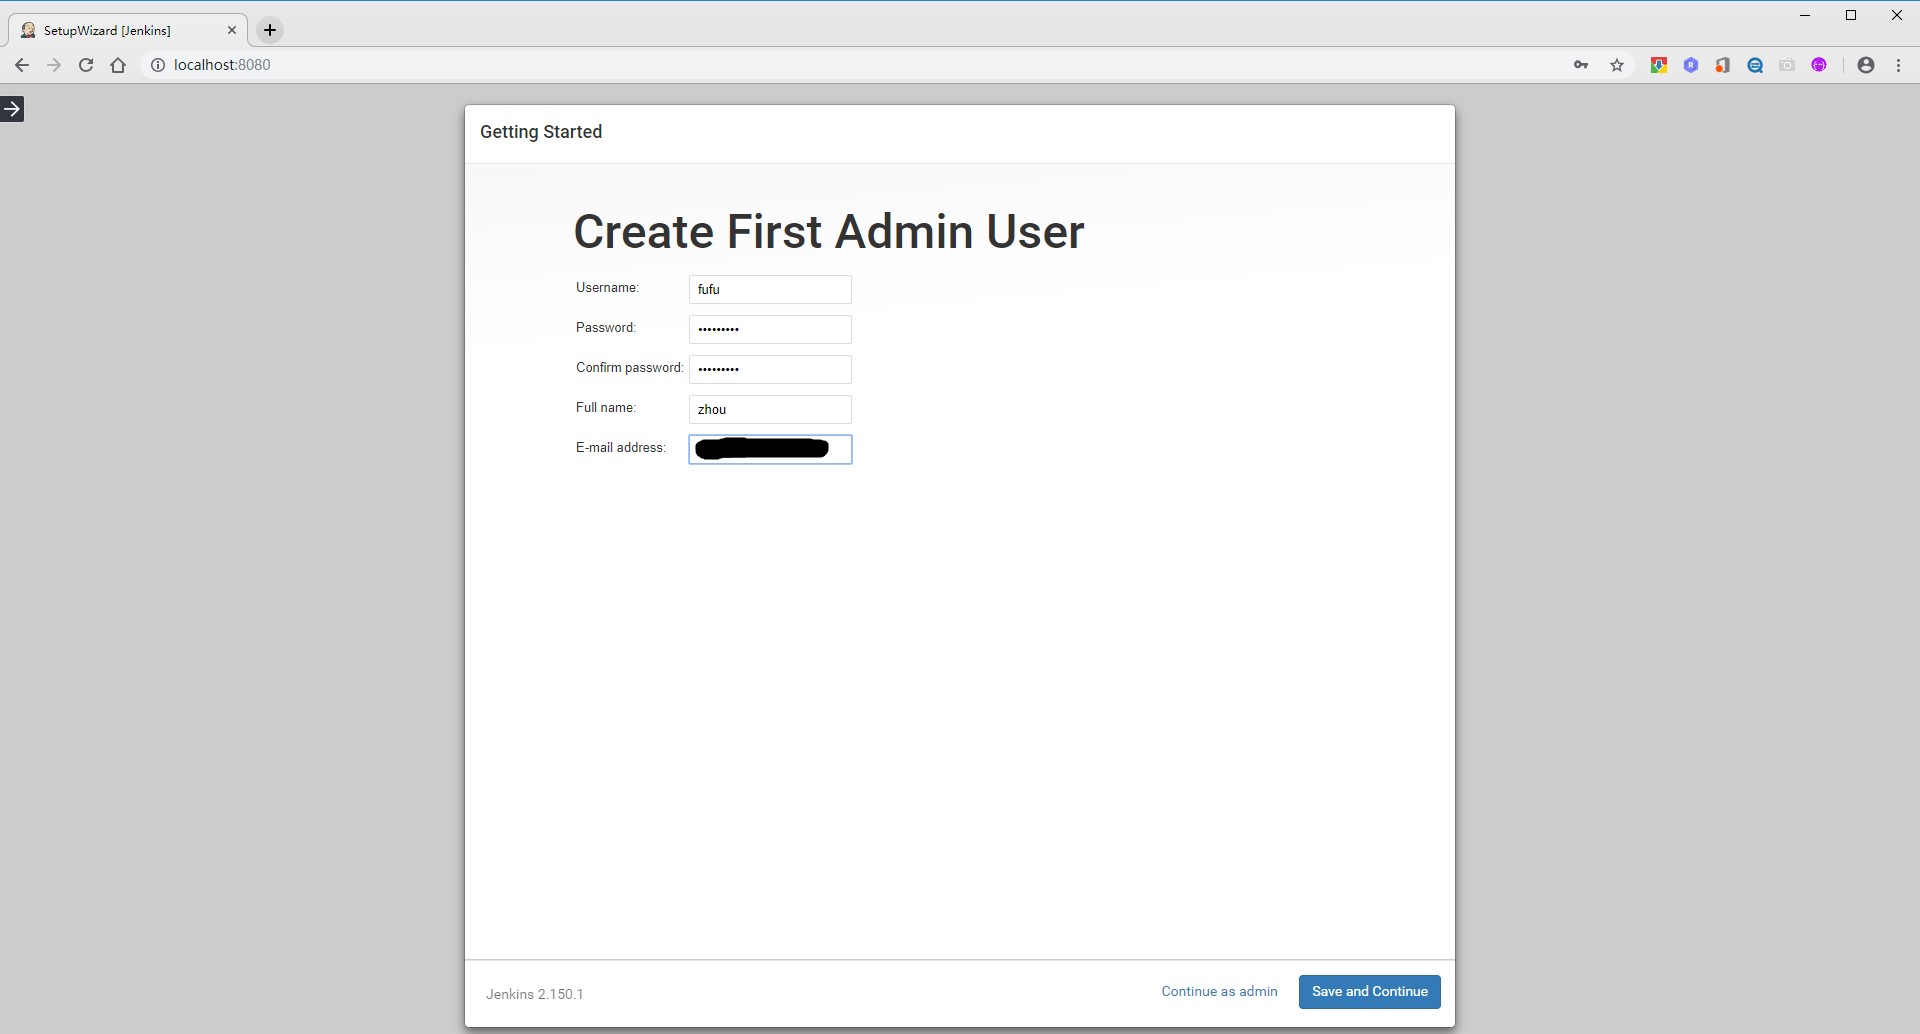 SetupWizard [Jenkins]
localhost:8080
Getting Started
Create First Admin User
Username: fufu
Password: •••••••••
Confirm password: •••••••••
Full name: zhou
E-mail address:
Jenkins 2.150.1 Continue as admin Save and Continue